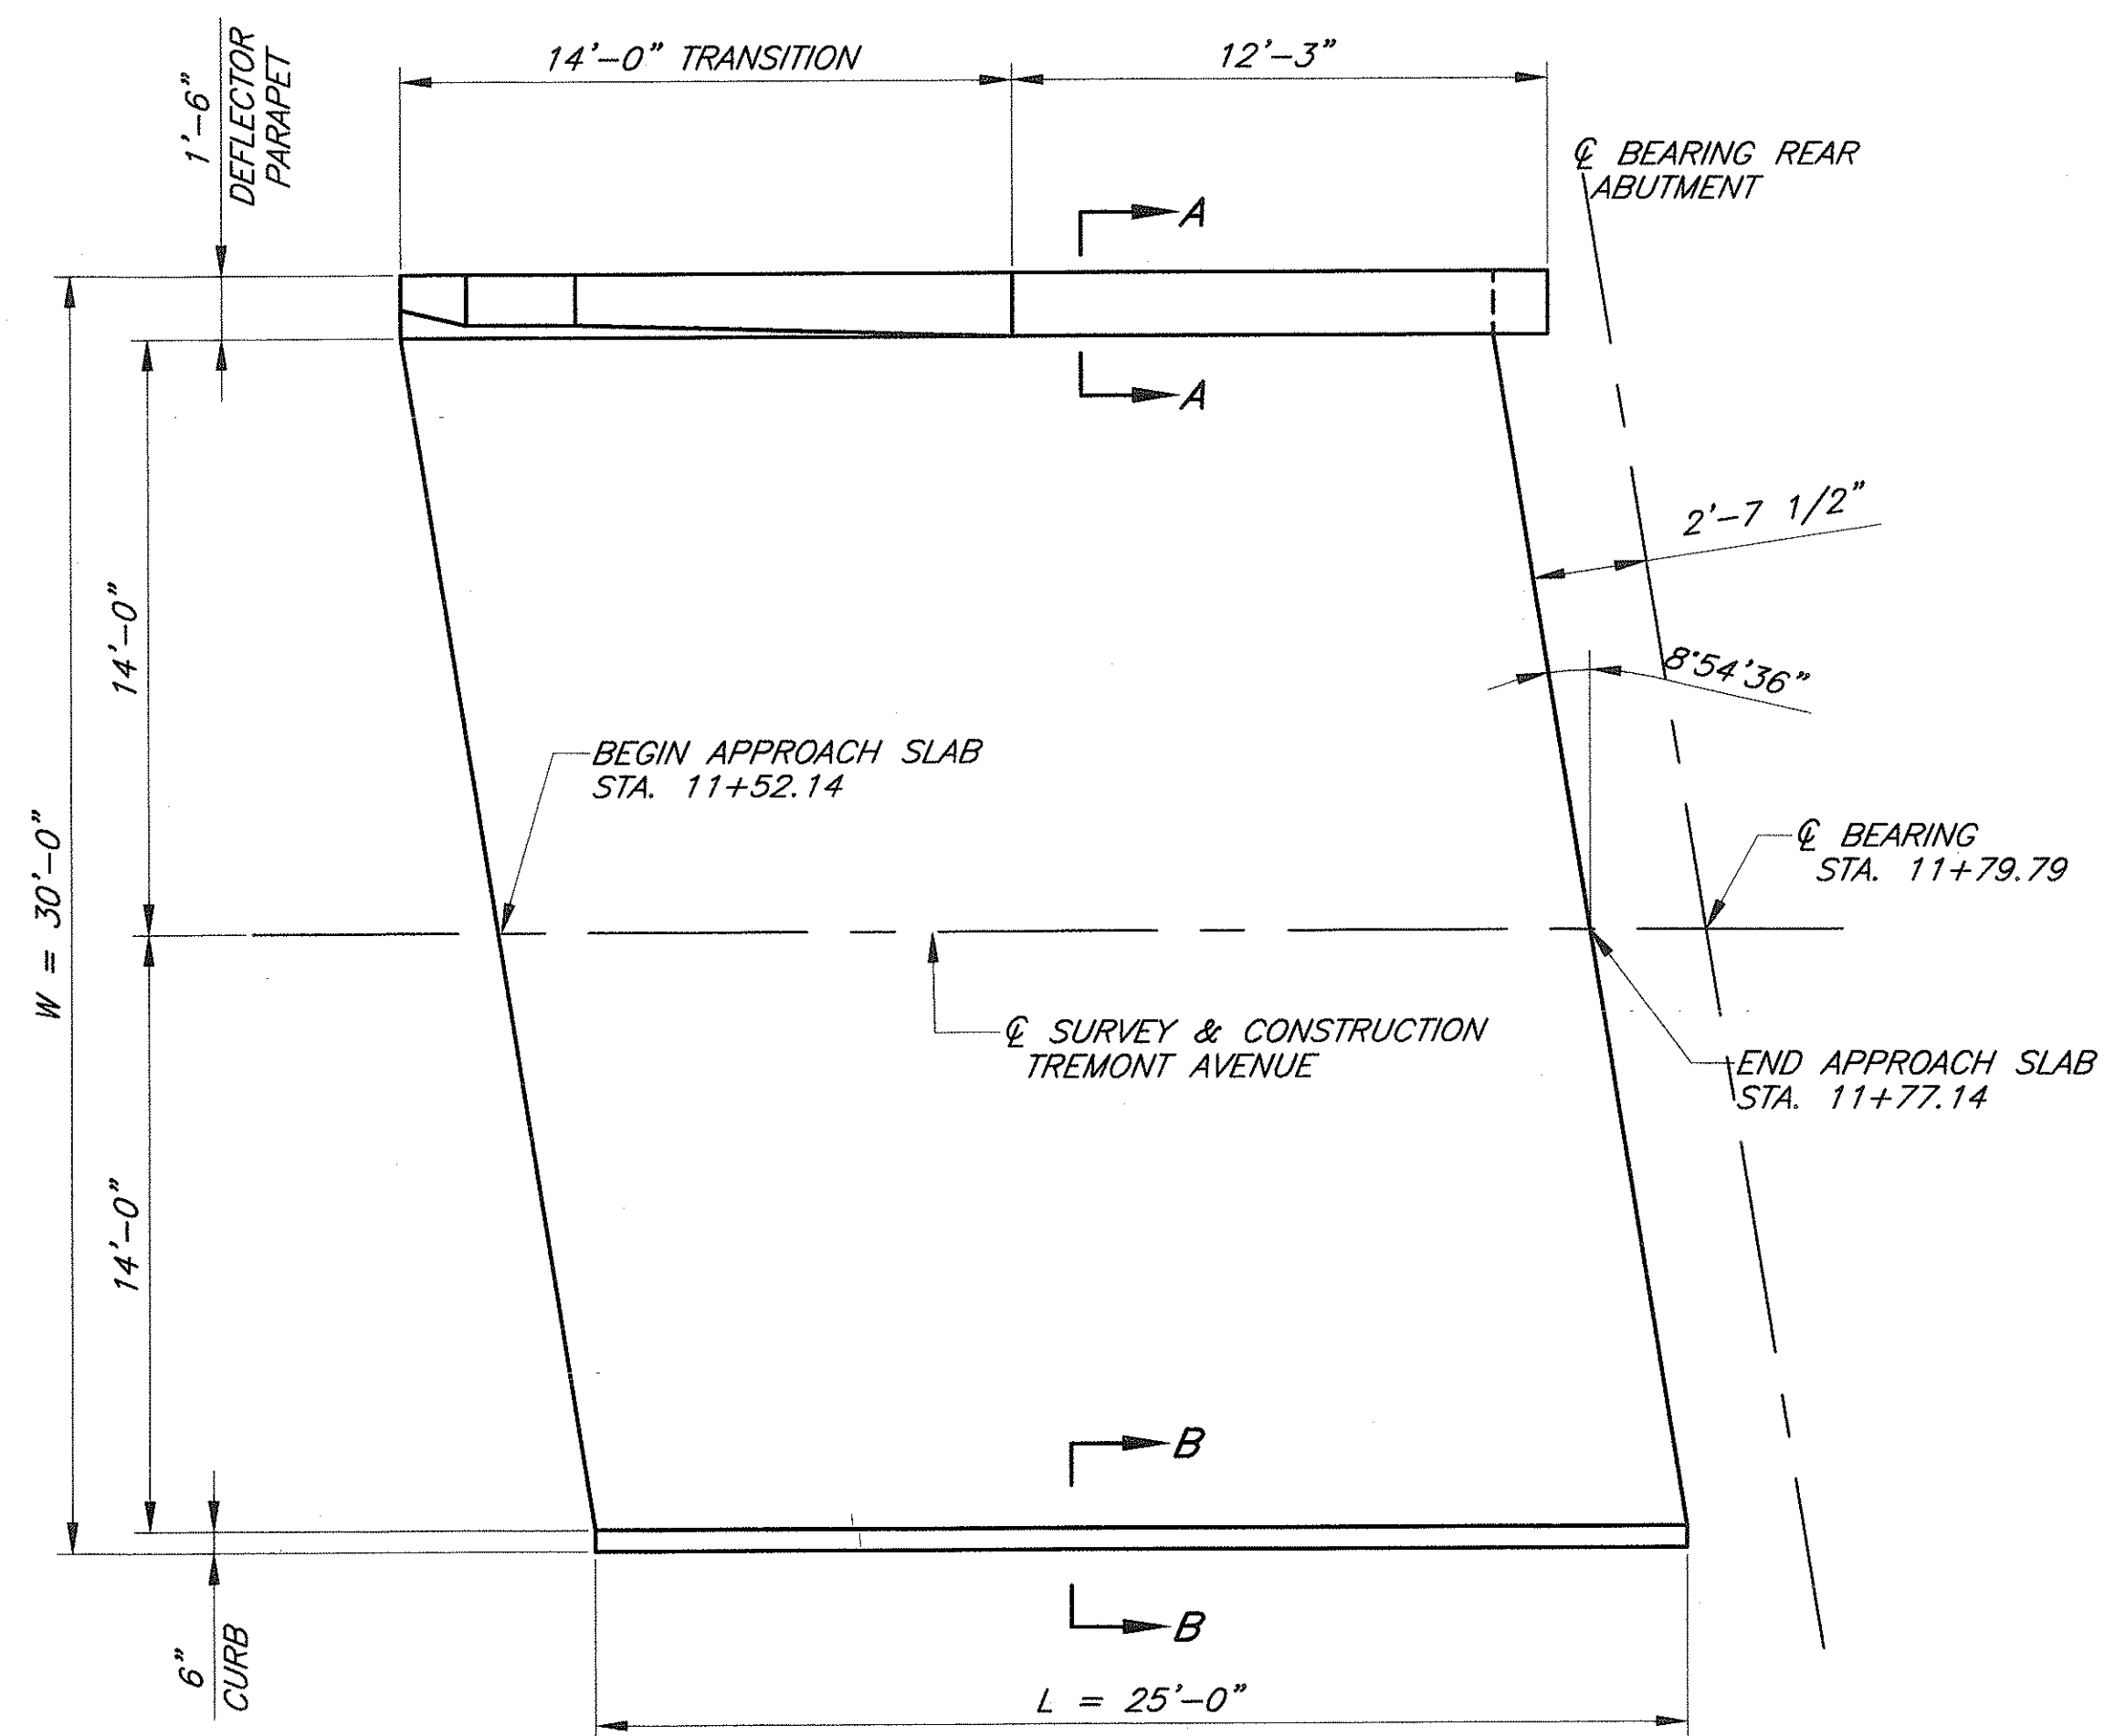 14'-0" TRANSITION
12'-3"
1'-6"
DEFLECTOR
PARAPET
℄ BEARING REAR
ABUTMENT
A
A
2'-7 1/2"
8°54'36"
14'-0"
BEGIN APPROACH SLAB
STA. 11+52.14
W = 30'-0"
℄ BEARING
STA. 11+79.79
℄ SURVEY & CONSTRUCTION
TREMONT AVENUE
END APPROACH SLAB
STA. 11+77.14
14'-0"
B
B
6"
CURB
L = 25'-0"